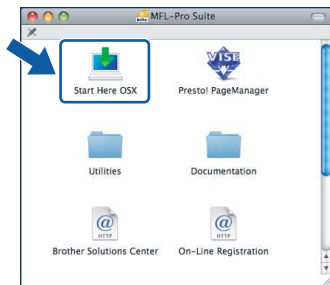 MFL-Pro Suite
VISE
Start Here OSX
Presto! PageManager
Utilities
Documentation
@
HTTP
@
HTTP
Brother Solutions Center
On-Line Registration